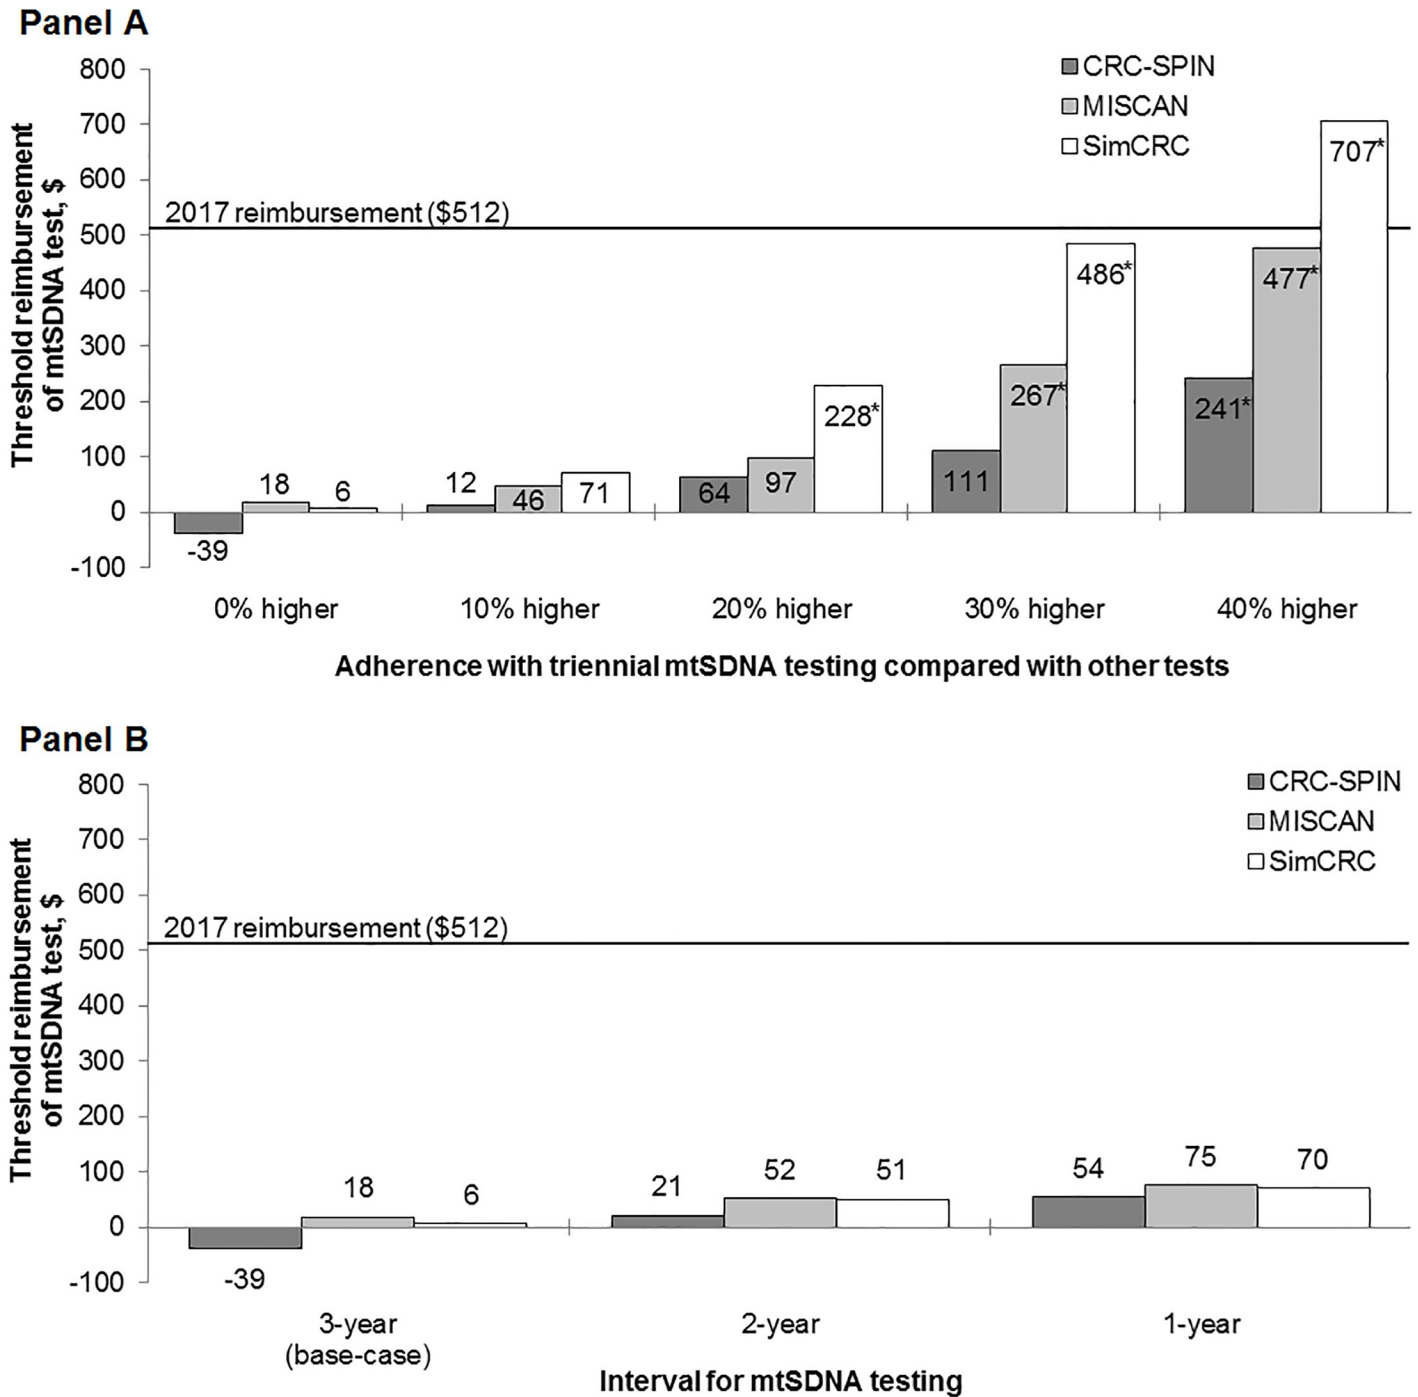 Panel A
800
700
600
500
400
300
200
100
0
-100
Threshold reimbursement
of mtSDNA test, $
CRC-SPIN
MISCAN
SimCRC
2017 reimbursement ($512)
-39
18
6
12
46
71
64
97
228*
111
267*
486*
241*
477*
707*
0% higher
10% higher
20% higher
30% higher
40% higher
Adherence with triennial mtSDNA testing compared with other tests
Panel B
800
700
600
500
400
300
200
100
0
-100
Threshold reimbursement
of mtSDNA test, $
CRC-SPIN
MISCAN
SimCRC
2017 reimbursement ($512)
-39
18
6
21
52
51
54
75
70
3-year
(base-case)
2-year
1-year
Interval for mtSDNA testing